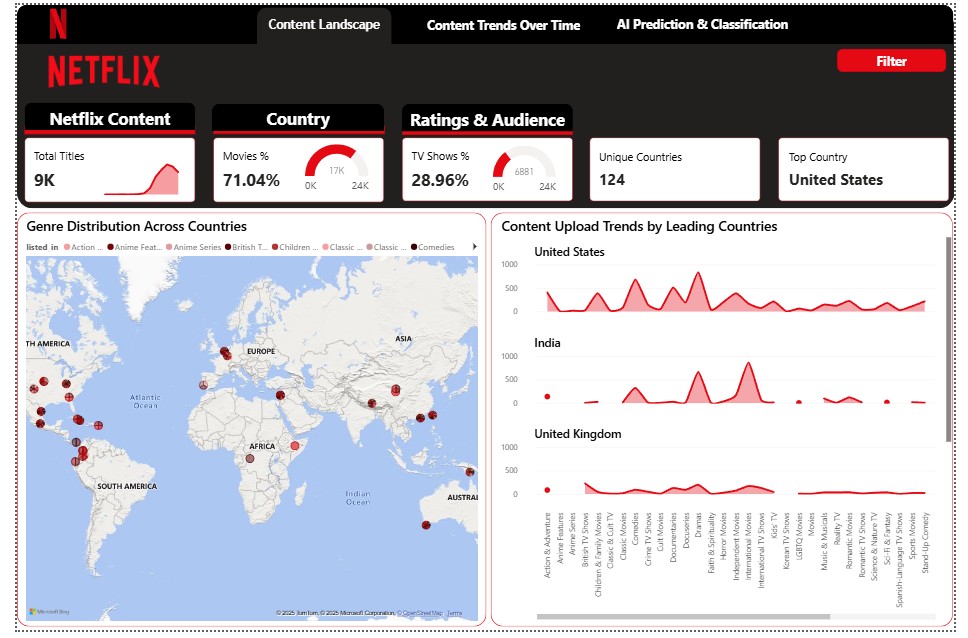 N
Content Landscape
Content Trends Over Time
AI Prediction & Classification
NETFLIX
Filter
Netflix Content
Country
Ratings & Audience
Total Titles
9K
Movies %
71.04%
17K
0K
24K
TV Shows %
28.96%
6881
0K
24K
Unique Countries
124
Top Country
United States
Genre Distribution Across Countries
listed in Action ... Anime Feat... Anime Series British T... Children ... Classic ... Classic ... Comedies
TH AMERICA
EUROPE
ASIA
Atlantic
Ocean
AFRICA
SOUTH AMERICA
Indian
Ocean
AUSTRAL
Microsoft Bing
© 2025 TomTom, © 2025 Microsoft Corporation, © OpenStreetMap Terms
Content Upload Trends by Leading Countries
United States
1000
500
0
India
1000
500
0
United Kingdom
1000
500
0
Action & Adventure
Anime Features
Anime Series
British TV Shows
Children & Family Movies
Classic & Cult TV
Classic Movies
Comedies
Crime TV Shows
Cult Movies
Documentaries
Docuseries
Dramas
Faith & Spirituality
Horror Movies
Independent Movies
International Movies
International TV Shows
Kids' TV
Korean TV Shows
LGBTQ Movies
Movies
Music & Musicals
Reality TV
Romantic Movies
Romantic TV Shows
Science & Nature TV
Sci-Fi & Fantasy
Spanish-Language TV Shows
Sports Movies
Stand-Up Comedy